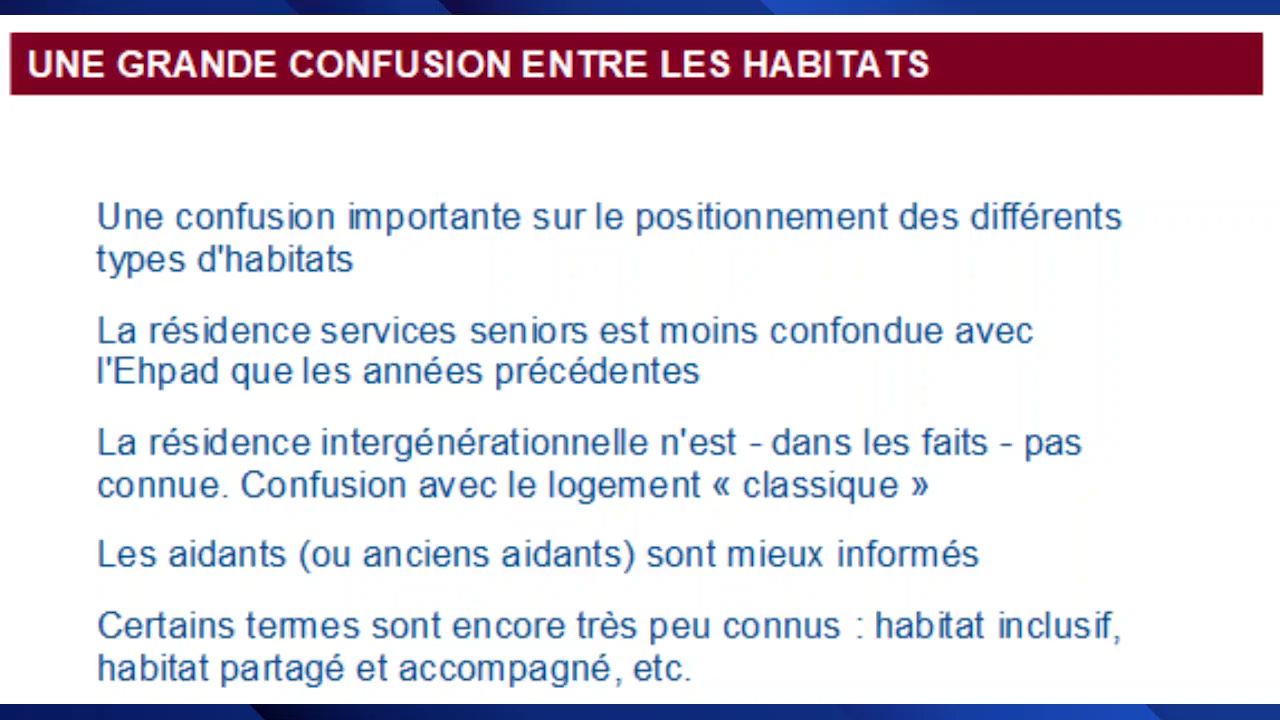 UNE GRANDE CONFUSION ENTRE LES HABITATS
Une confusion importante sur le positionnement des différents
types d'habitats
La résidence services seniors est moins confondue avec
l'Ehpad que les années précédentes
La résidence intergénérationnelle n'est - dans les faits - pas
connue. Confusion avec le logement « classique »
Les aidants (ou anciens aidants) sont mieux informés
Certains termes sont encore très peu connus : habitat inclusif,
habitat partagé et accompagné, etc.